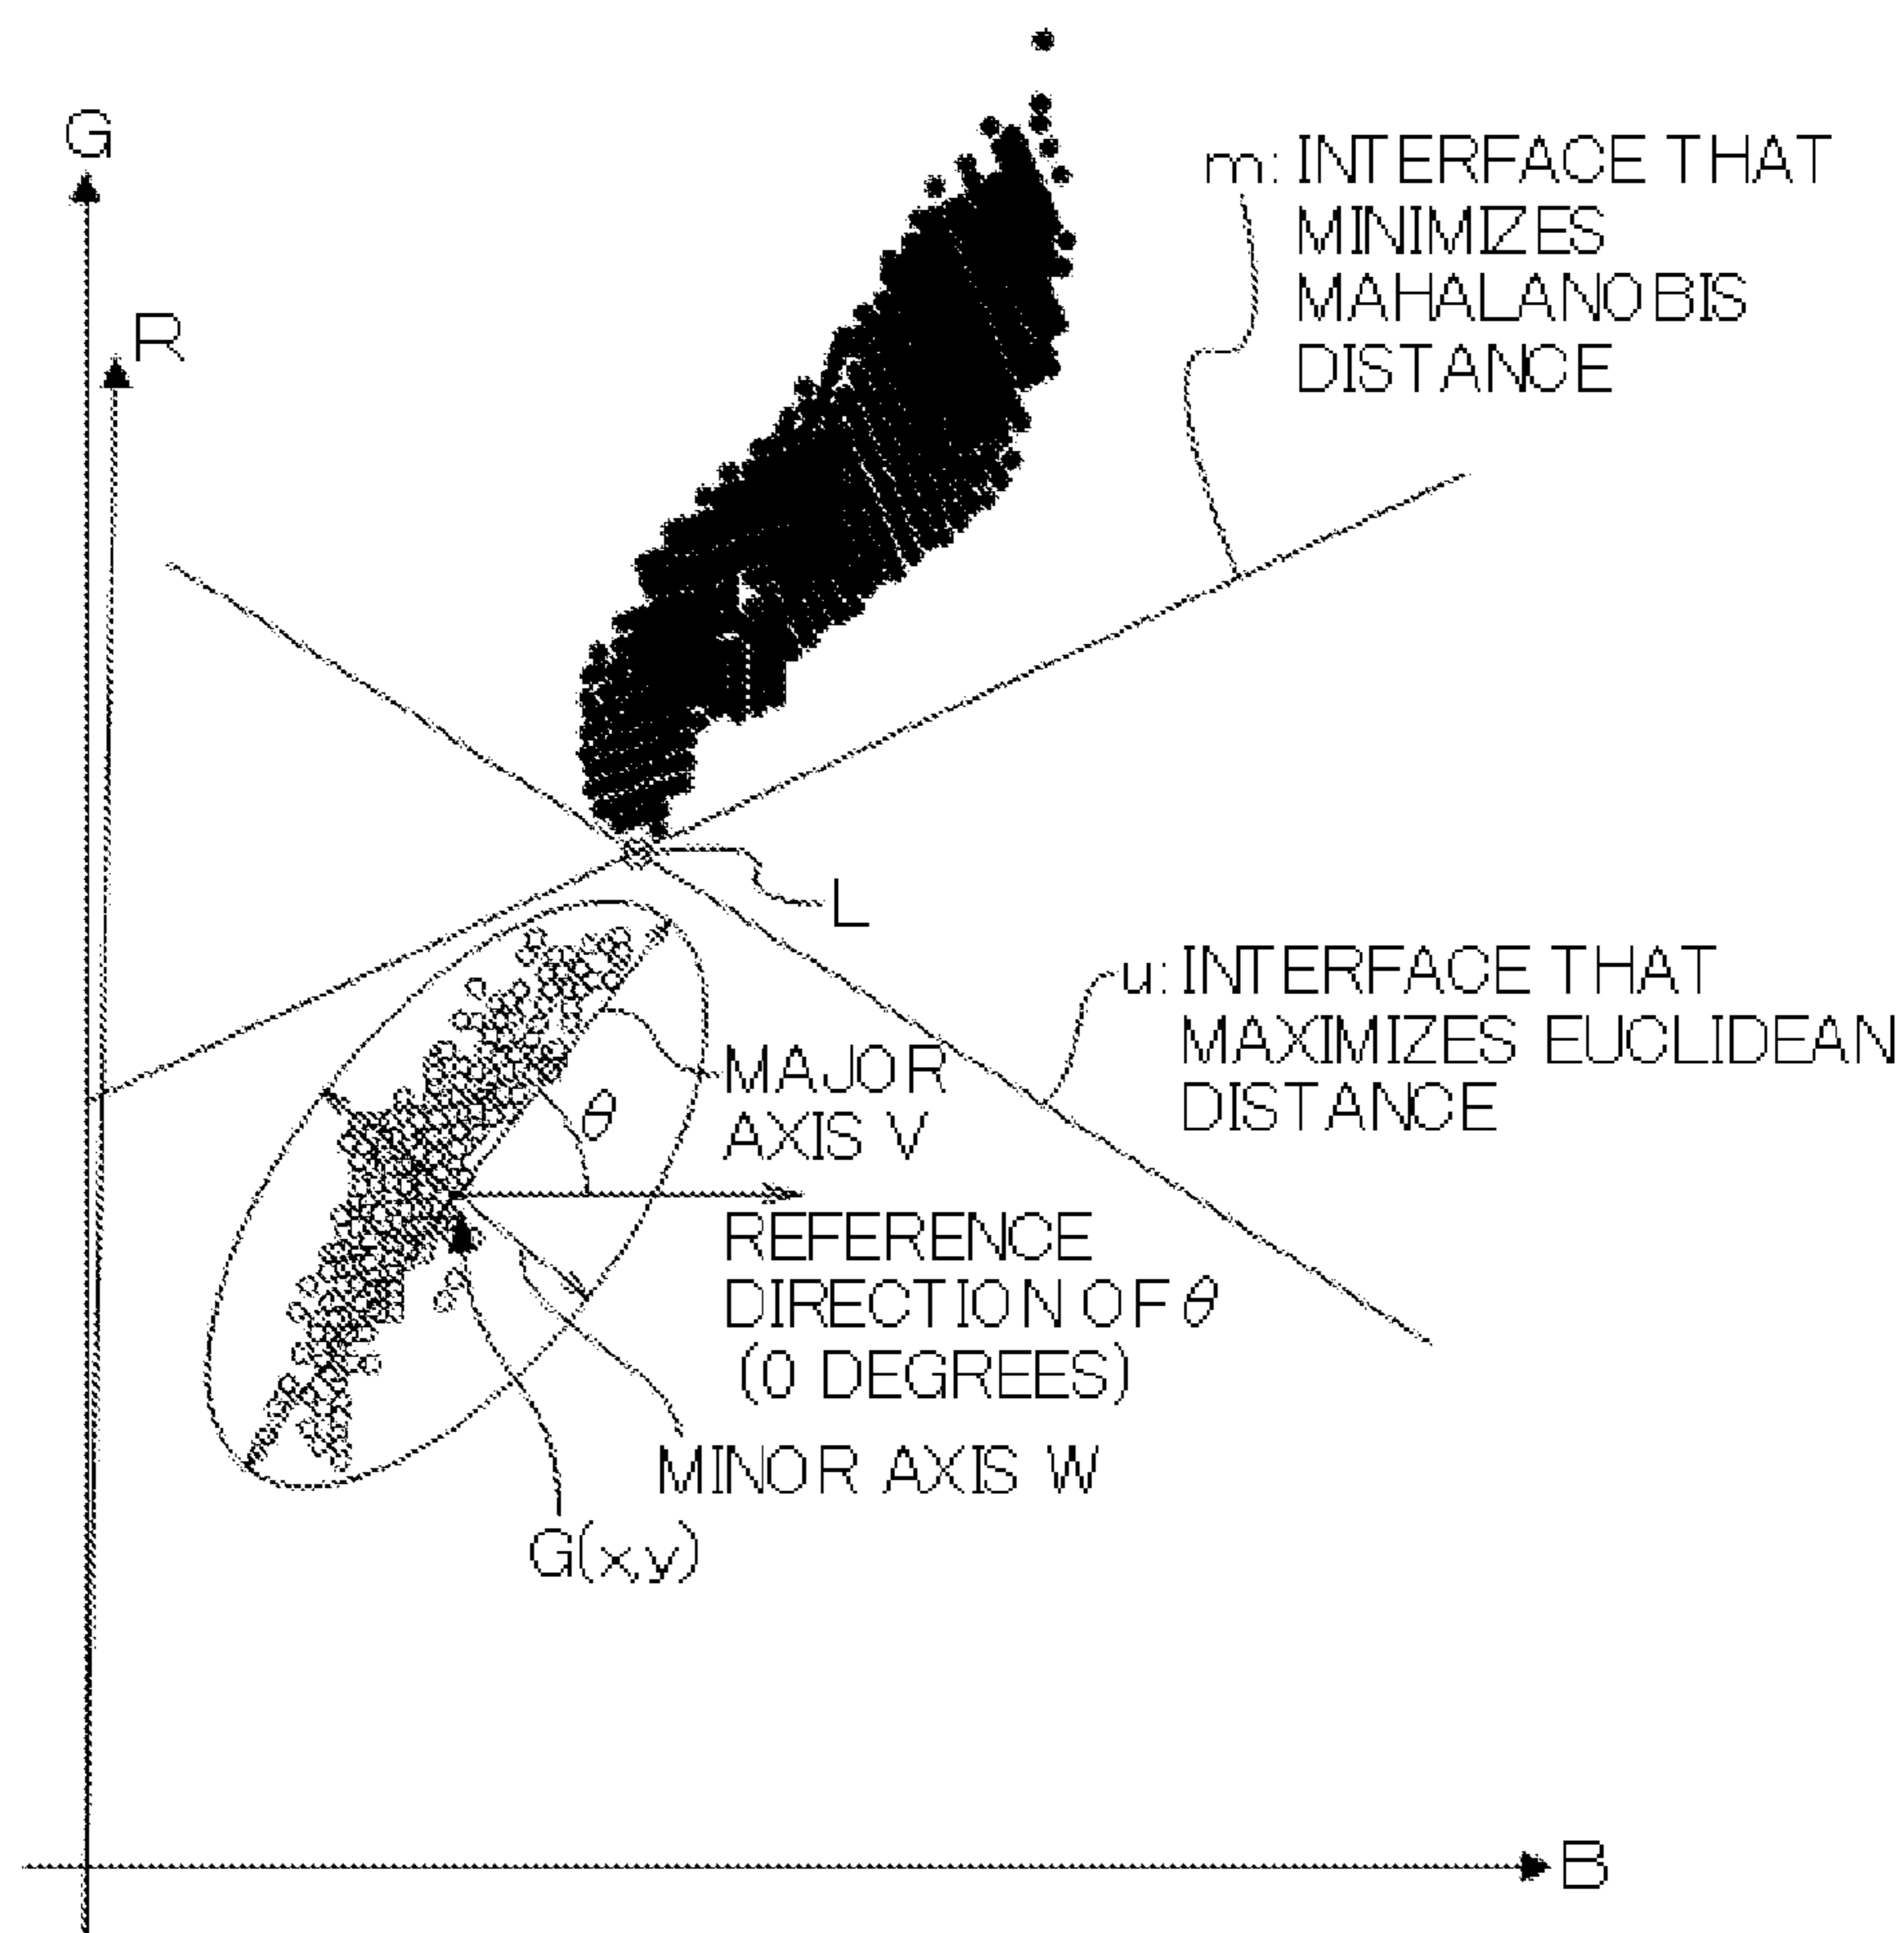 G
R
m: INTERFACE THAT
MINIMIZES
MAHALANOBIS
DISTANCE
L
u: INTERFACE THAT
MAXIMIZES EUCLIDEAN
DISTANCE
MAJOR
AXIS V
θ
REFERENCE
DIRECTION OF θ
(0 DEGREES)
MINOR AXIS W
G(x,y)
B